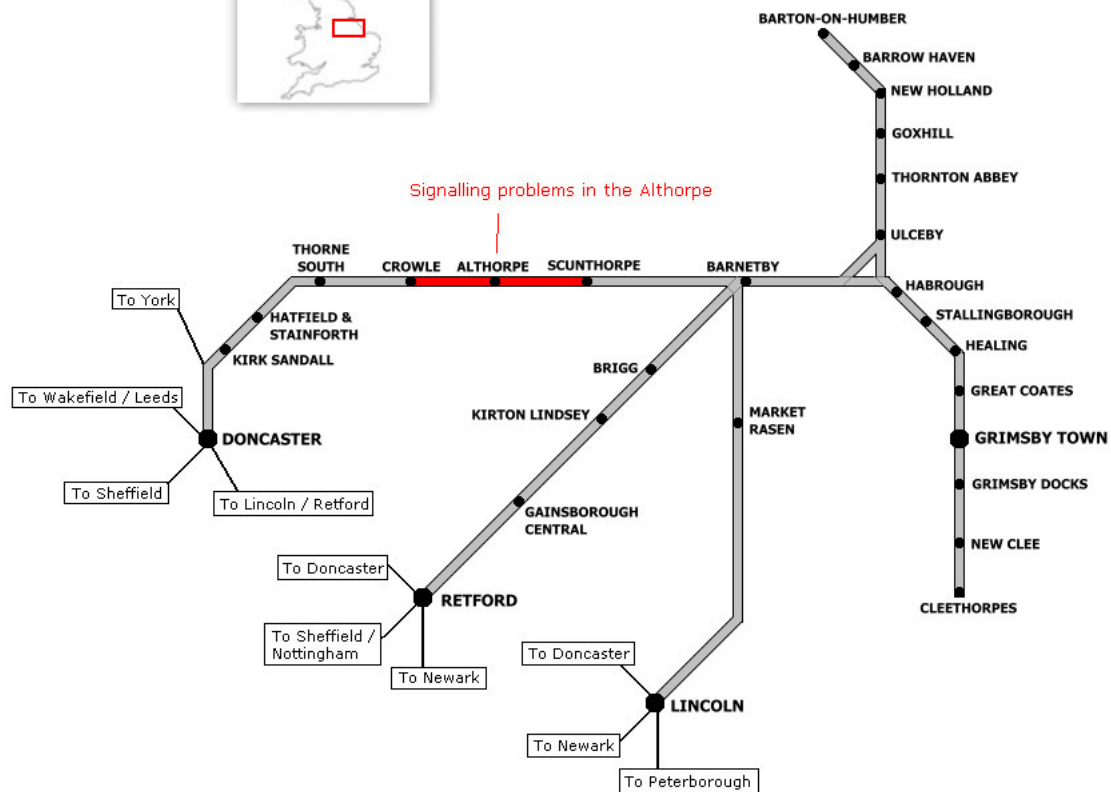 BARTON-ON-HUMBER
BARROW HAVEN
NEW HOLLAND
GOXHILL
THORNTON ABBEY
Signalling problems in the Althorpe
ULCEBY
THORNE
SOUTH
CROWLE
ALTHORPE
SCUNTHORPE
BARNETBY
HABROUGH
To York
HATFIELD &
STAINFORTH
STALLINGBOROUGH
HEALING
KIRK SANDALL
BRIGG
GREAT COATES
To Wakefield / Leeds
KIRTON LINDSEY
MARKET
RASEN
DONCASTER
GRIMSBY TOWN
To Sheffield
To Lincoln / Retford
GRIMSBY DOCKS
GAINSBOROUGH
CENTRAL
NEW CLEE
To Doncaster
RETFORD
CLEETHORPES
To Sheffield /
Nottingham
To Newark
To Doncaster
LINCOLN
To Newark
To Peterborough